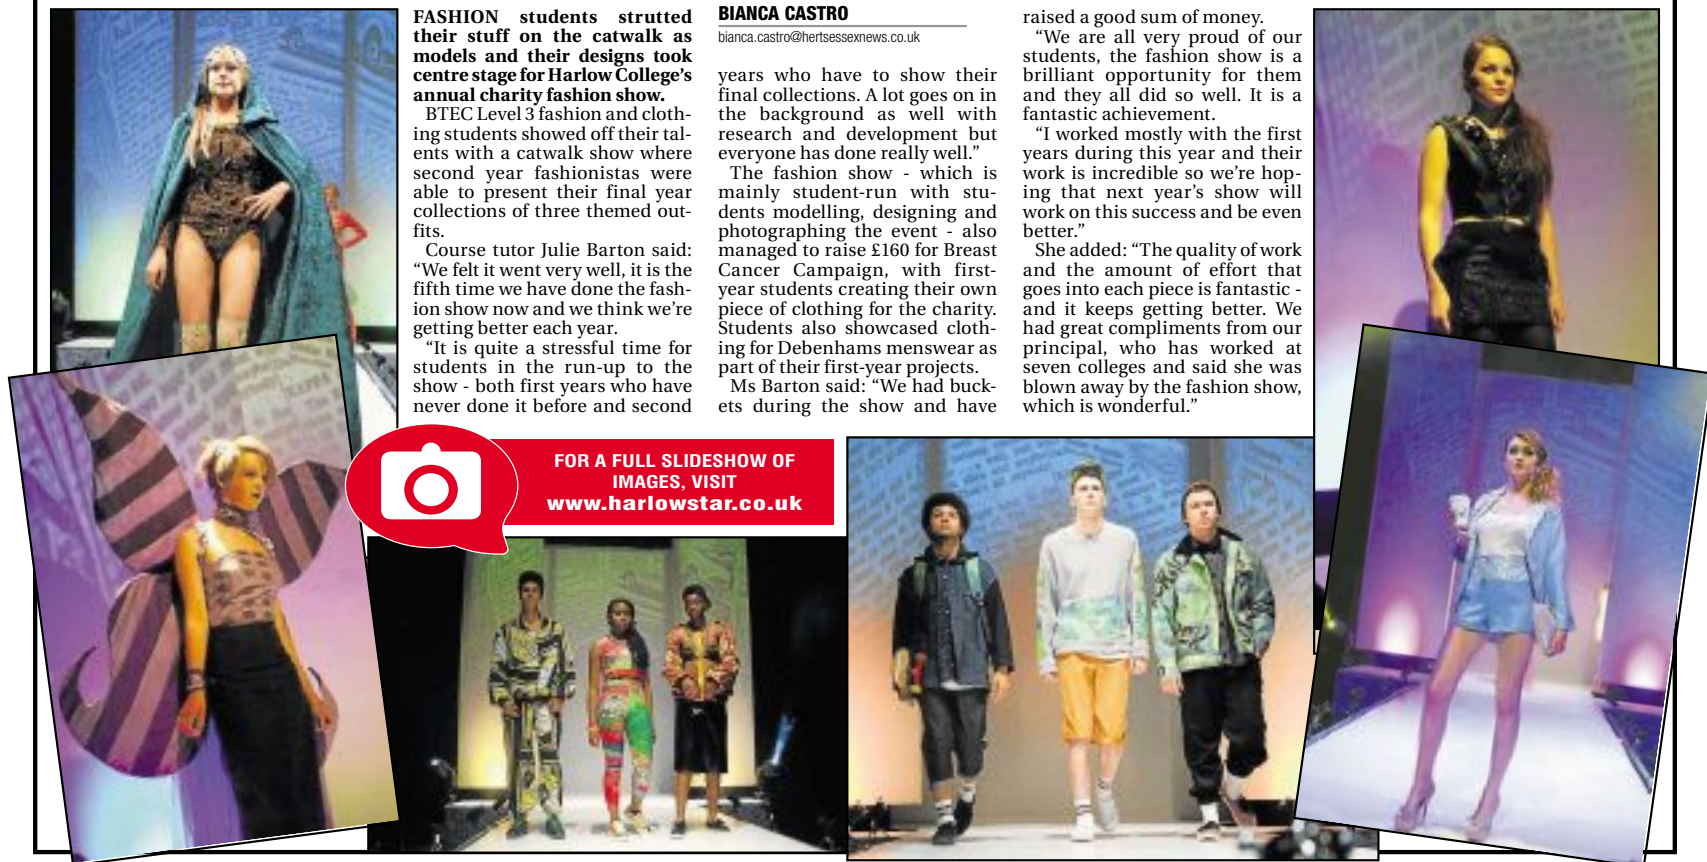 FASHION students strutted
their stuff on the catwalk as
models and their designs took
centre stage for Harlow College's
annual charity fashion show.
BTEC Level 3 fashion and cloth-
ing students showed off their tal-
ents with a catwalk show where
second year fashionistas were
able to present their final year
collections of three themed out-
fits.
Course tutor Julie Barton said:
“We felt it went very well, it is the
fifth time we have done the fash-
ion show now and we think we're
getting better each year.
“It is quite a stressful time for
students in the run-up to the
show - both first years who have
never done it before and second
BIANCA CASTRO
bianca.castro@hertsessexnews.co.uk
years who have to show their
final collections. A lot goes on in
the background as well with
research and development but
everyone has done really well.”
The fashion show - which is
mainly student-run with stu-
dents modelling, designing and
photographing the event - also
managed to raise £160 for Breast
Cancer Campaign, with first-
year students creating their own
piece of clothing for the charity.
Students also showcased cloth-
ing for Debenhams menswear as
part of their first-year projects.
Ms Barton said: “We had buck-
ets during the show and have
raised a good sum of money.
“We are all very proud of our
students, the fashion show is a
brilliant opportunity for them
and they all did so well. It is a
fantastic achievement.
“I worked mostly with the first
years during this year and their
work is incredible so we're hop-
ing that next year's show will
work on this success and be even
better.”
She added: “The quality of work
and the amount of effort that
goes into each piece is fantastic -
and it keeps getting better. We
had great compliments from our
principal, who has worked at
seven colleges and said she was
blown away by the fashion show,
which is wonderful.”
FOR A FULL SLIDESHOW OF
IMAGES, VISIT
www.harlowstar.co.uk